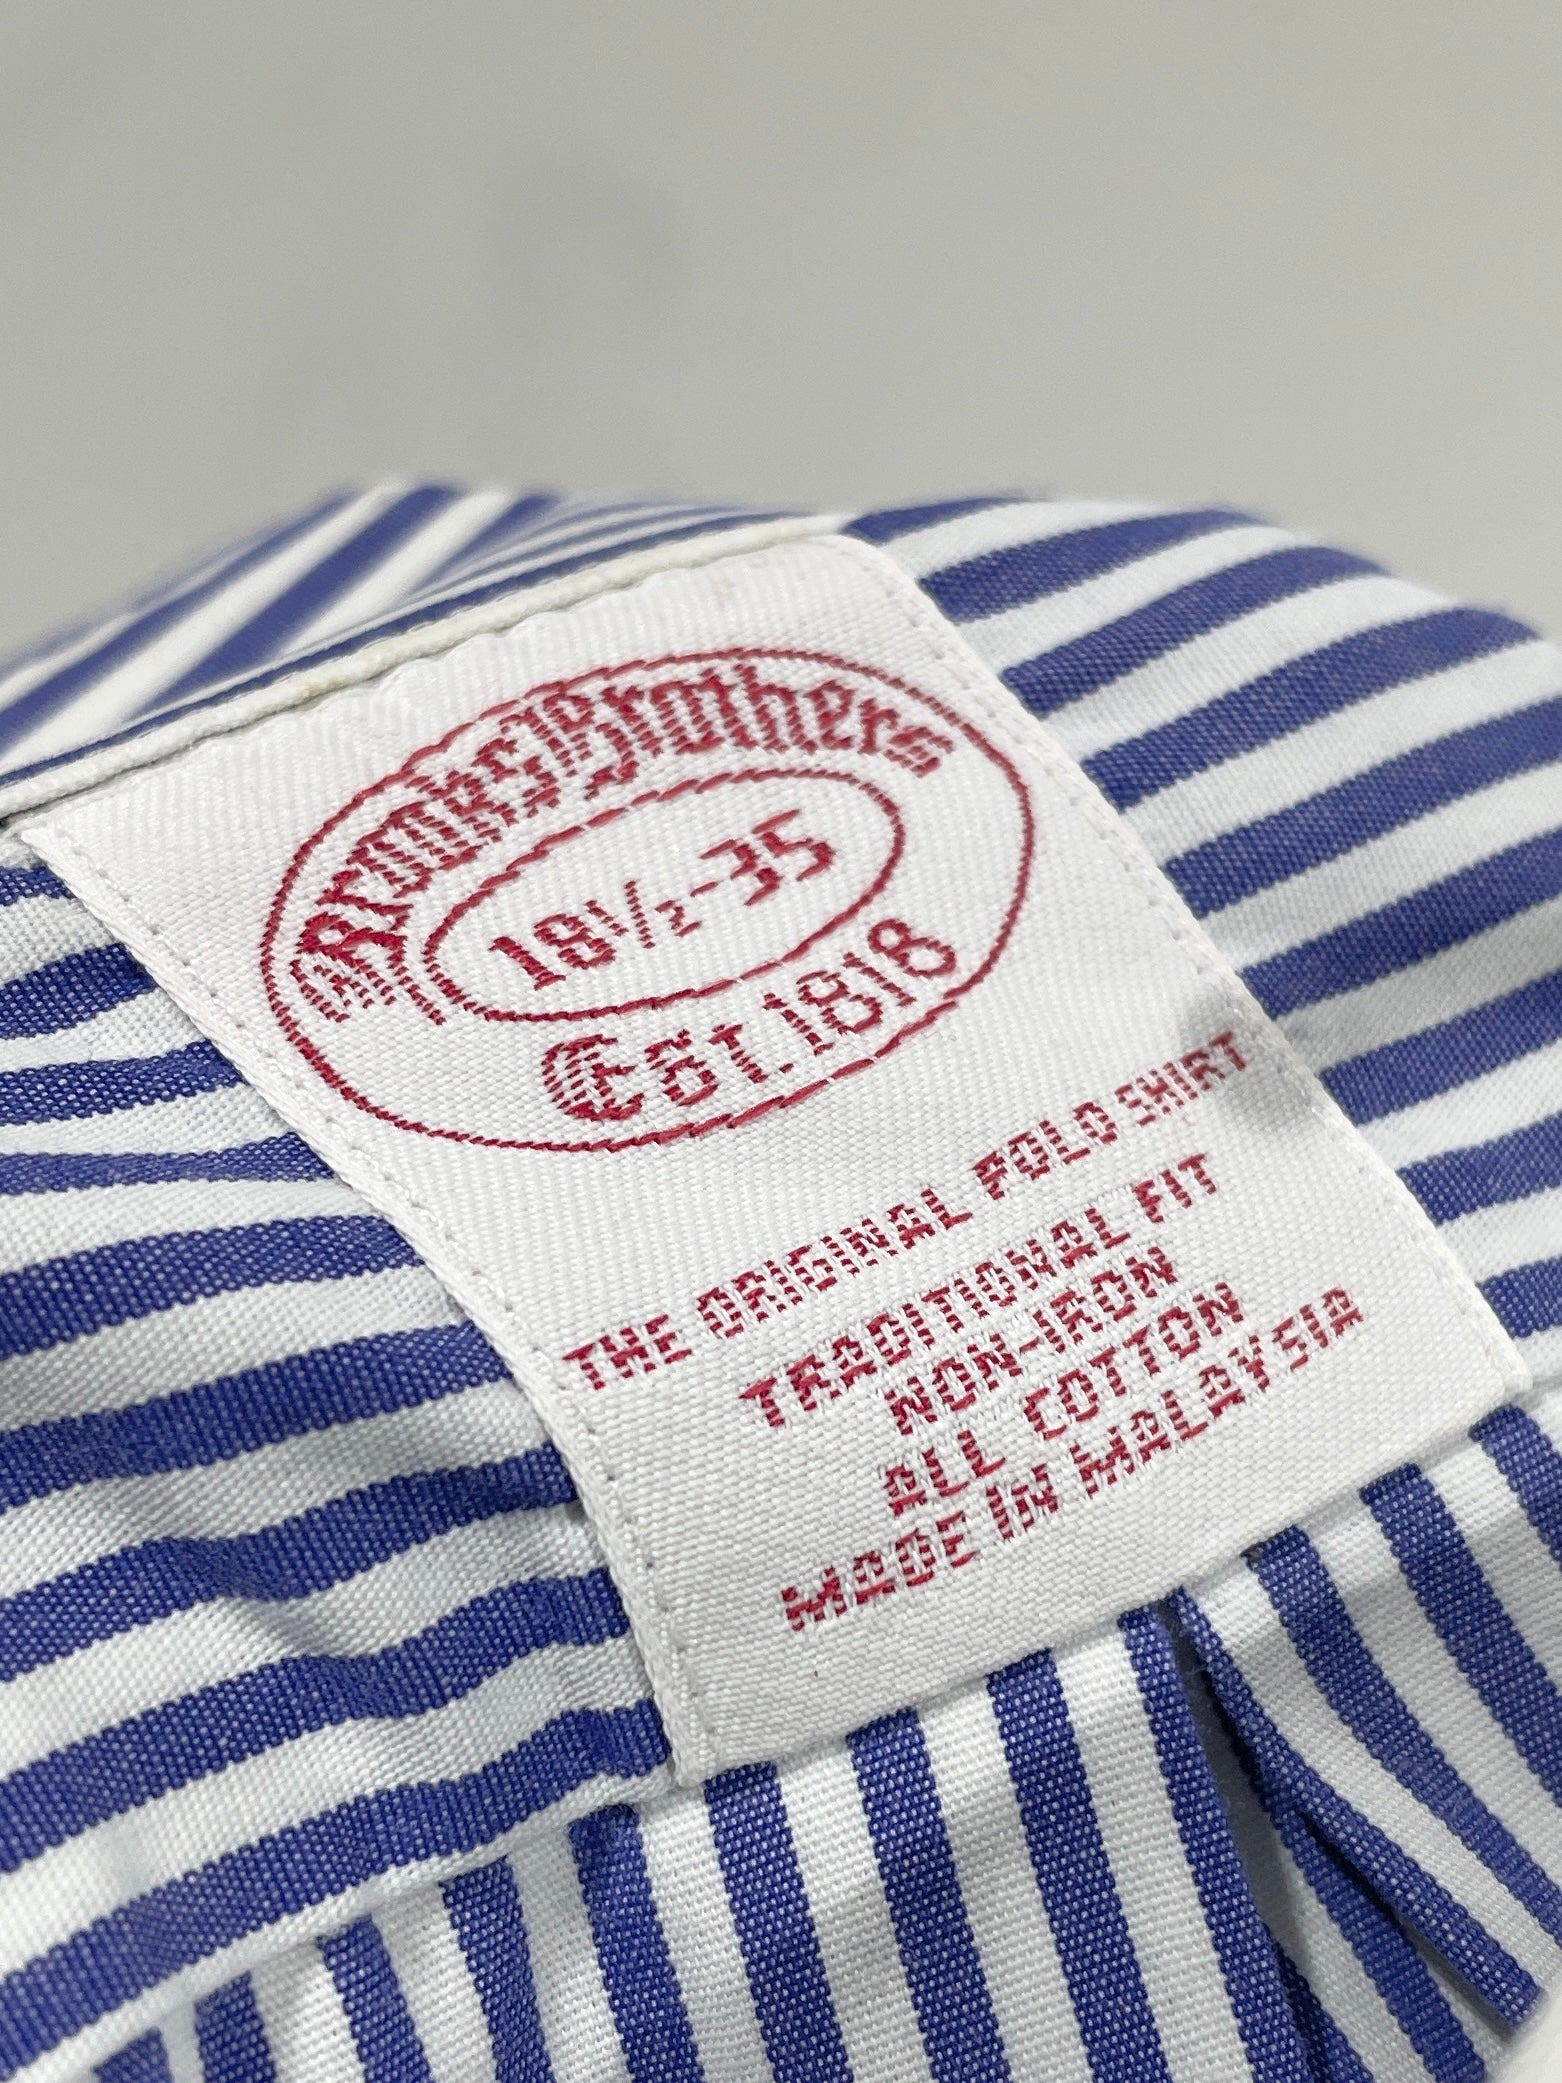 Brooks Brothers
18½-35
Est. 1818
THE ORIGINAL POLO SHIRT
TRADITIONAL FIT
NON-IRON
ALL COTTON
MADE IN MALAYSIA